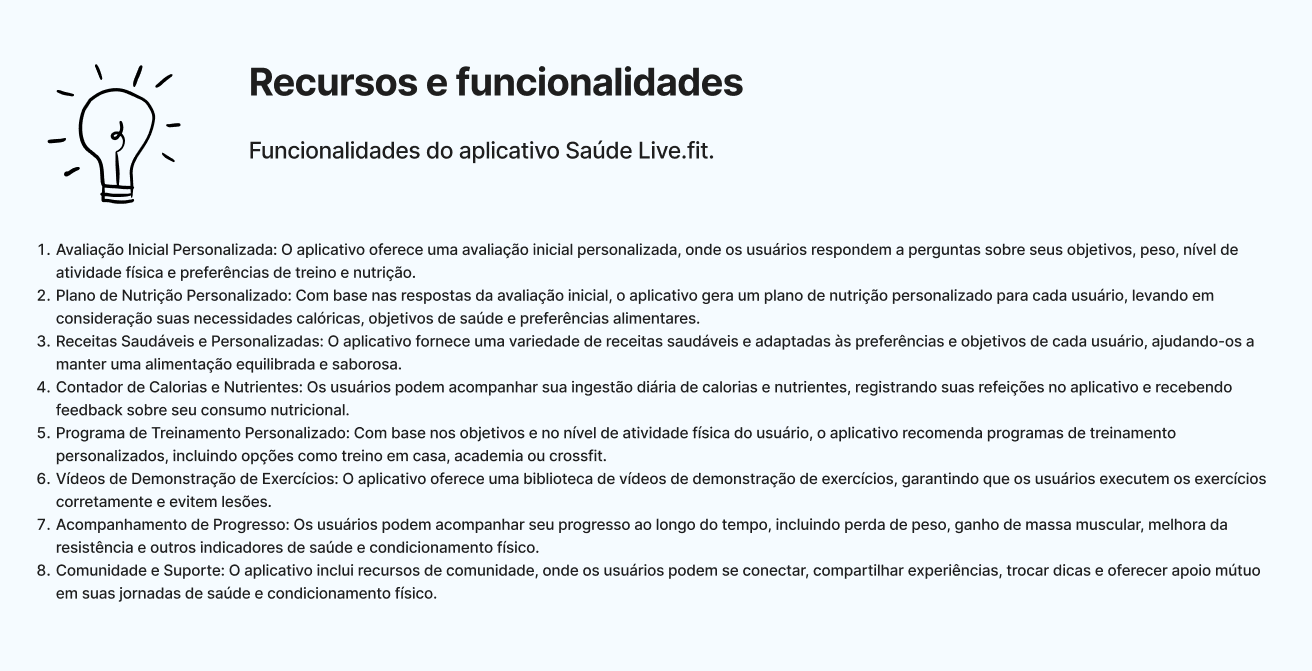 Recursos e funcionalidades
Funcionalidades do aplicativo Saúde Live.fit.
1. Avaliação Inicial Personalizada: O aplicativo oferece uma avaliação inicial personalizada, onde os usuários respondem a perguntas sobre seus objetivos, peso, nível de
atividade física e preferências de treino e nutrição.
2. Plano de Nutrição Personalizado: Com base nas respostas da avaliação inicial, o aplicativo gera um plano de nutrição personalizado para cada usuário, levando em
consideração suas necessidades calóricas, objetivos de saúde e preferências alimentares.
3. Receitas Saudáveis e Personalizadas: O aplicativo fornece uma variedade de receitas saudáveis e adaptadas às preferências e objetivos de cada usuário, ajudando-os a
manter uma alimentação equilibrada e saborosa.
4. Contador de Calorias e Nutrientes: Os usuários podem acompanhar sua ingestão diária de calorias e nutrientes, registrando suas refeições no aplicativo e recebendo
feedback sobre seu consumo nutricional.
5. Programa de Treinamento Personalizado: Com base nos objetivos e no nível de atividade física do usuário, o aplicativo recomenda programas de treinamento
personalizados, incluindo opções como treino em casa, academia ou crossfit.
6. Vídeos de Demonstração de Exercícios: O aplicativo oferece uma biblioteca de vídeos de demonstração de exercícios, garantindo que os usuários executem os exercícios
corretamente e evitem lesões.
7. Acompanhamento de Progresso: Os usuários podem acompanhar seu progresso ao longo do tempo, incluindo perda de peso, ganho de massa muscular, melhora da
resistência e outros indicadores de saúde e condicionamento físico.
8. Comunidade e Suporte: O aplicativo inclui recursos de comunidade, onde os usuários podem se conectar, compartilhar experiências, trocar dicas e oferecer apoio mútuo
em suas jornadas de saúde e condicionamento físico.